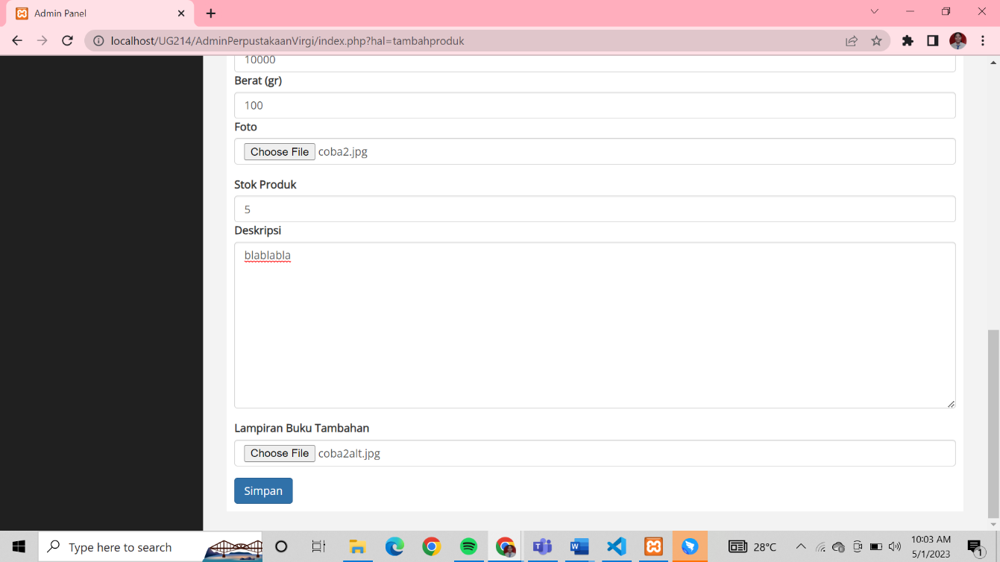 Admin Panel
localhost/UG214/AdminPerpustakaanVirgi/index.php?hal=tambahproduk
10000
Berat (gr)
100
Foto
Choose File coba2.jpg
Stok Produk
5
Deskripsi
blablabla
Lampiran Buku Tambahan
Choose File coba2alt.jpg
Simpan
Type here to search
28°C
10:03 AM
5/1/2023
1